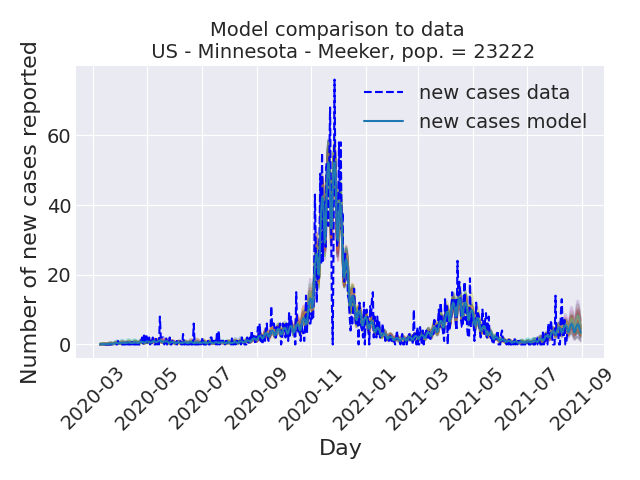 Model comparison to data
US - Minnesota - Meeker, pop. = 23222
Number of new cases reported
60
40
20
0
new cases data
new cases model
2020-03
2020-05
2020-07
2020-09
2020-11
2021-01
2021-03
2021-05
2021-07
2021-09
Day